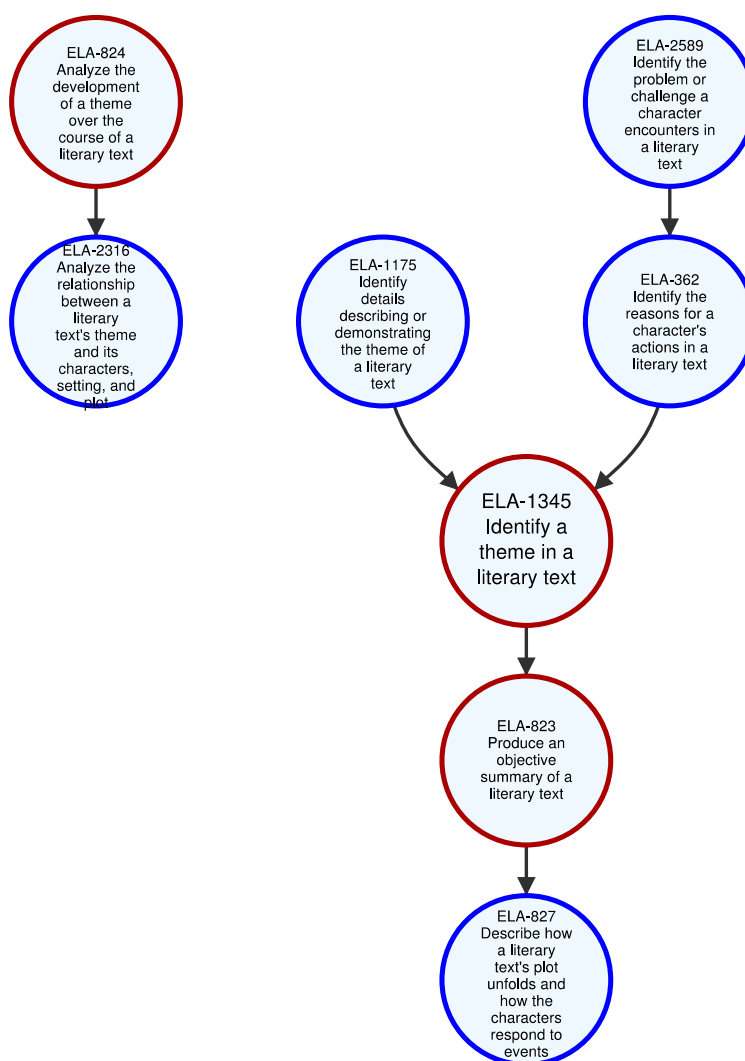 ELA-824
Analyze the
development
of a theme
over the
course of a
literary text
ELA-2589
Identify the
problem or
challenge a
character
encounters in
a literary
text
ELA-2316
Analyze the
relationship
between a
literary
text's theme
and its
characters,
setting, and
plot
ELA-1175
Identify
details
describing or
demonstrating
the theme of
a literary
text
ELA-362
Identify the
reasons for a
character's
actions in a
literary text
ELA-1345
Identify a
theme in a
literary text
ELA-823
Produce an
objective
summary of a
literary text
ELA-827
Describe how
a literary
text's plot
unfolds and
how the
characters
respond to
events